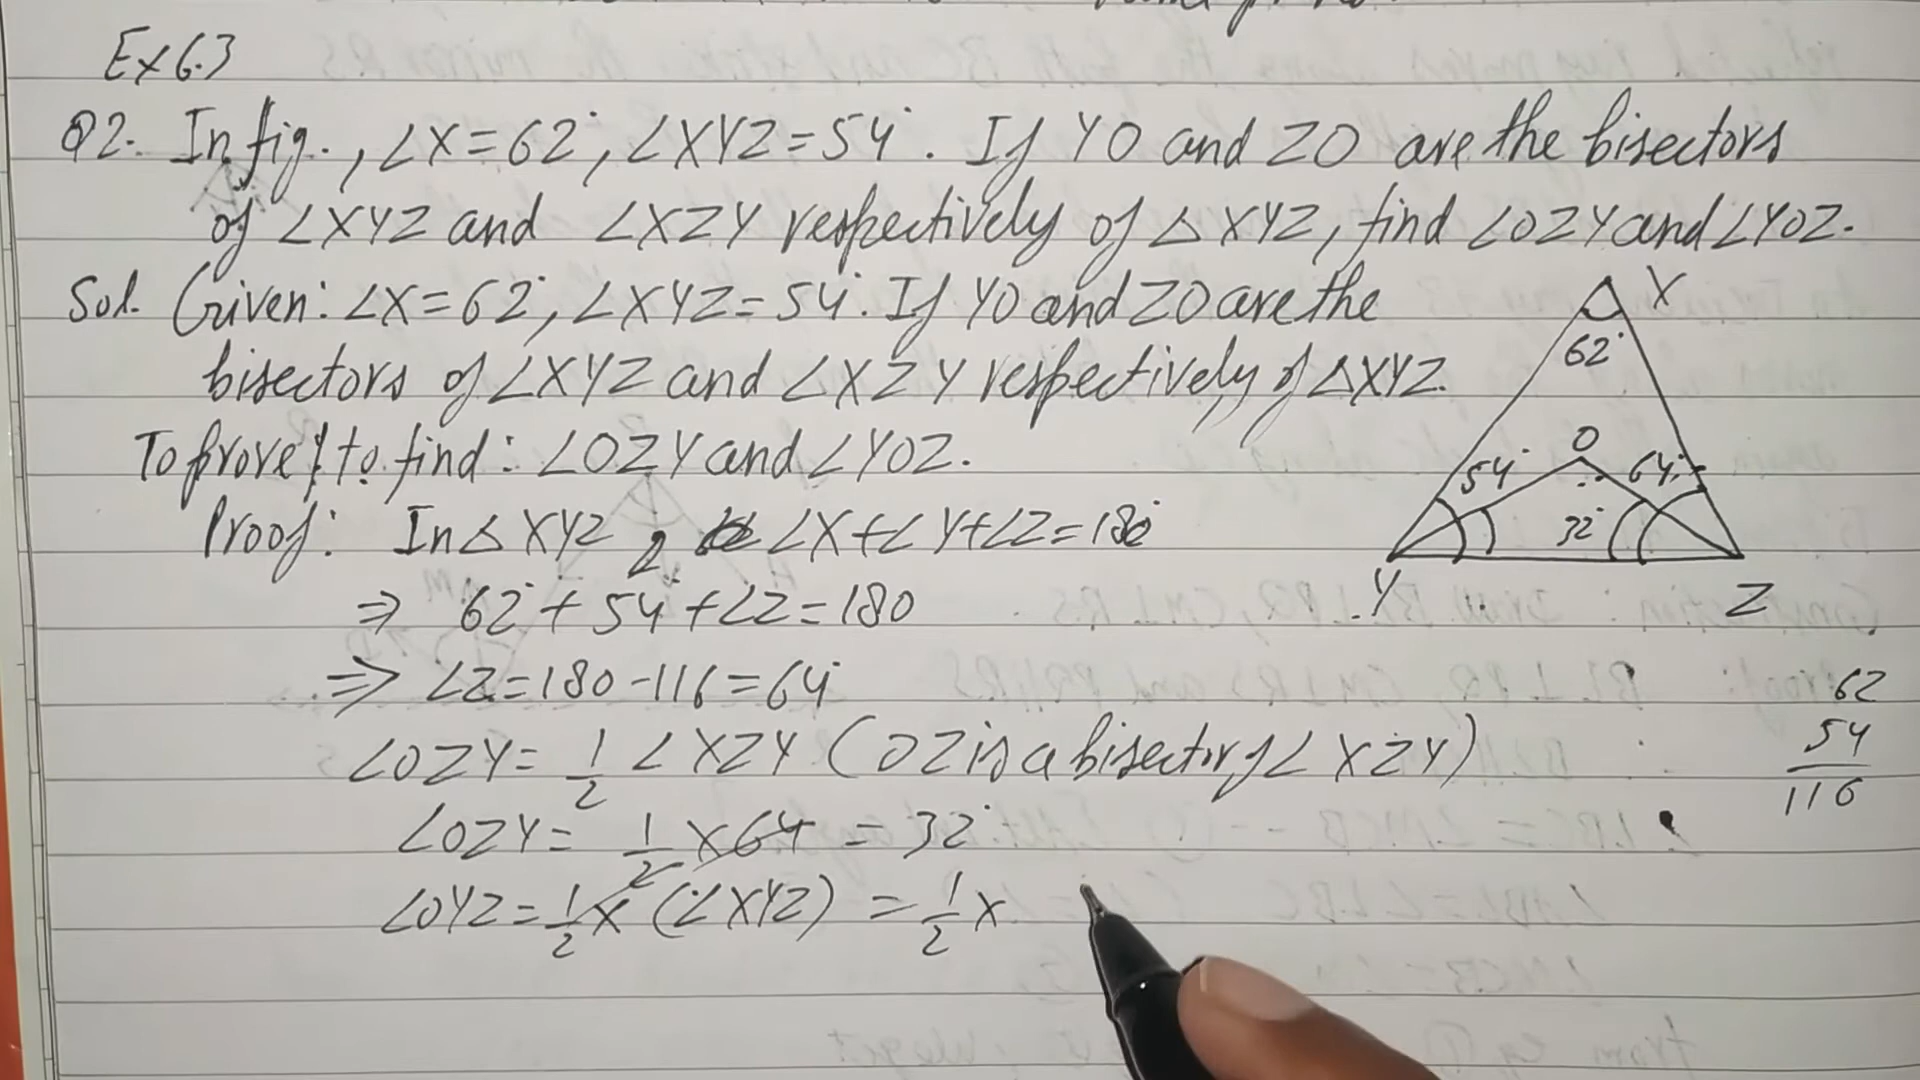 Ex 6.3
Q2. In fig., ∠X=62°, ∠XYZ=54°. If YO and ZO are the bisectors
of ∠XYZ and ∠XZY respectively of △XYZ, find ∠OZY and ∠YOZ.
Sol. Given: ∠X=62°, ∠XYZ=54°. If YO and ZO are the
bisectors of ∠XYZ and ∠XZY respectively of △XYZ.
To prove / to find: ∠OZY and ∠YOZ.
Proof: In △XYZ, ∠X+∠Y+∠Z=180°
⇒ 62°+54°+∠Z=180
⇒ ∠Z=180-116=64°
∠OZY=1/2 ∠XZY (OZ is a bisector of ∠XZY)
∠OZY=1/2×64=32°
∠OYZ=1/2×(∠XYZ)=1/2×
X
62°
O
54°
64°
32°
Y
Z
62
54
116